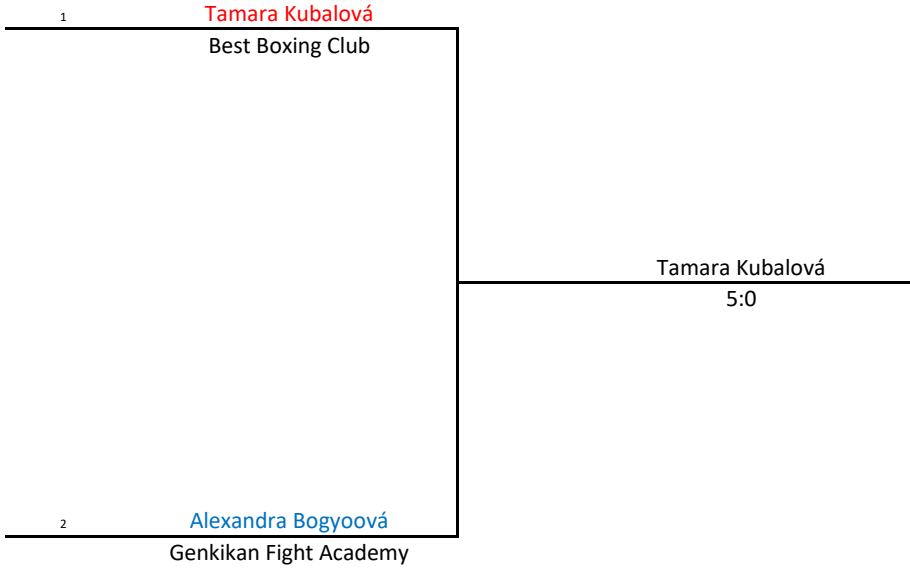 1 Tamara Kubalová
Best Boxing Club
Tamara Kubalová
5:0
2 Alexandra Bogyoová
Genkikan Fight Academy